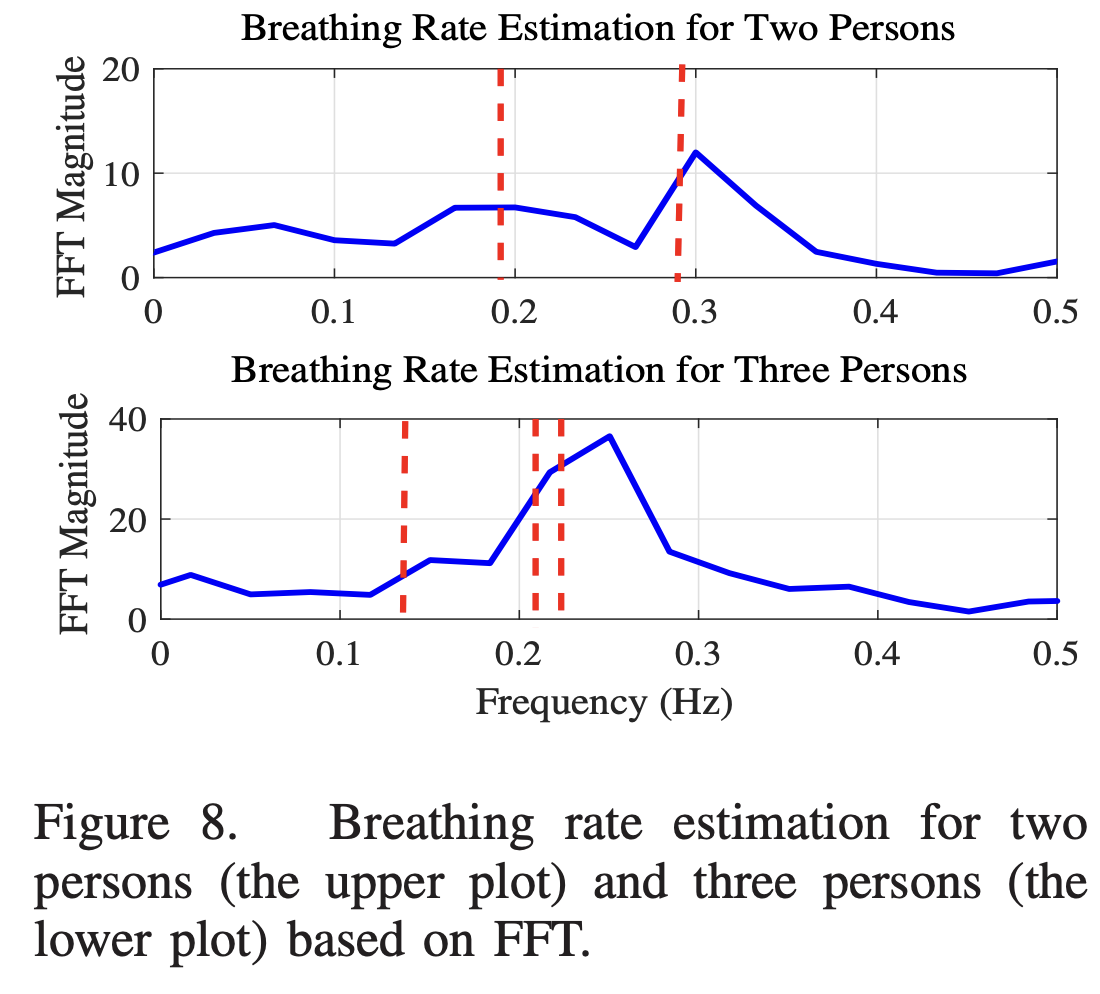 Breathing Rate Estimation for Two Persons
FFT Magnitude
20
10
0
0 0.1 0.2 0.3 0.4 0.5
Breathing Rate Estimation for Three Persons
FFT Magnitude
40
20
0
0 0.1 0.2 0.3 0.4 0.5
Frequency (Hz)
Figure 8. Breathing rate estimation for two
persons (the upper plot) and three persons (the
lower plot) based on FFT.